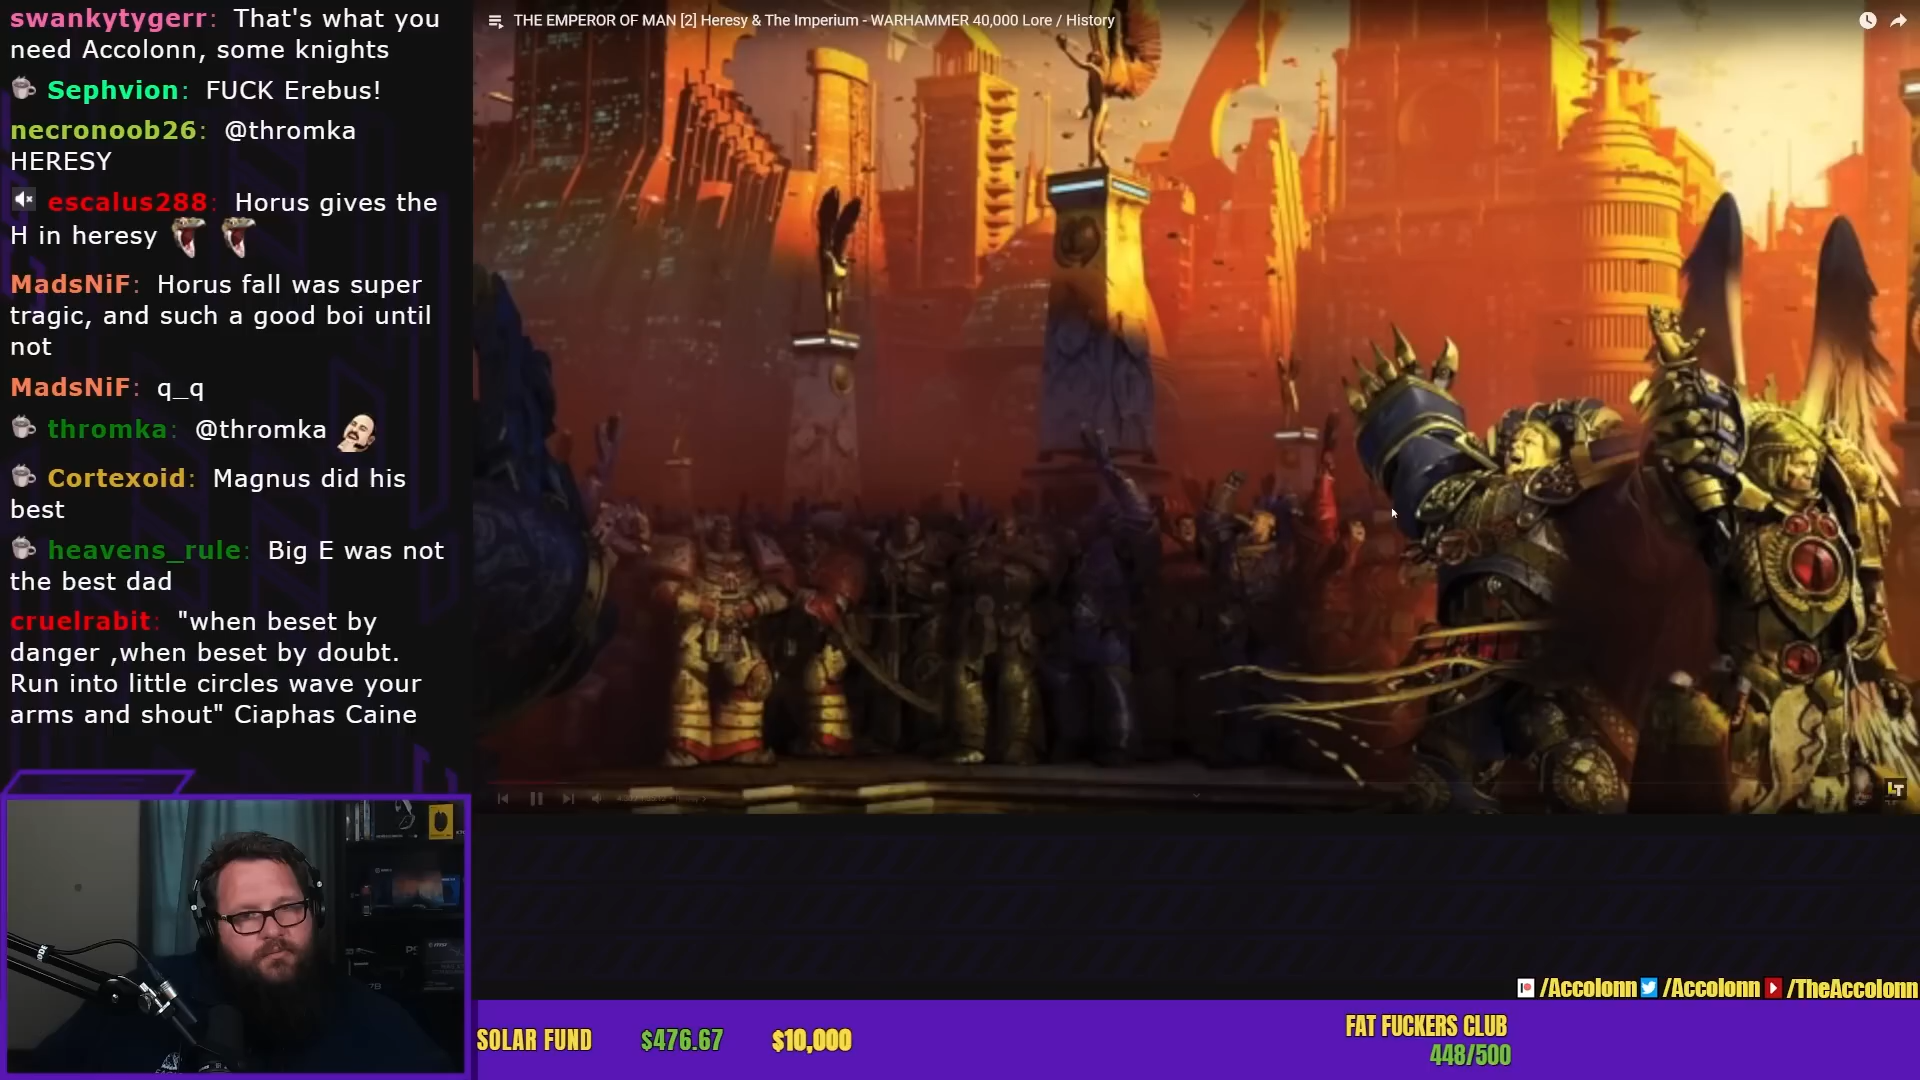 swankytygerr: That's what you
need Accolonn, some knights
Sephvion: FUCK Erebus!
necronoob26: @thromka
HERESY
escalus288: Horus gives the
H in heresy
MadsNiF: Horus fall was super
tragic, and such a good boi until
not
MadsNiF: q_q
thromka: @thromka
Cortexoid: Magnus did his
best
heavens_rule: Big E was not
the best dad
cruelrabit: "when beset by
danger ,when beset by doubt.
Run into little circles wave your
arms and shout" Ciaphas Caine
THE EMPEROR OF MAN [2] Heresy & The Imperium - WARHAMMER 40,000 Lore / History
LT
/Accolonn /Accolonn /TheAccolonn
SOLAR FUND $476.67 $10,000
FAT FUCKERS CLUB
448/500